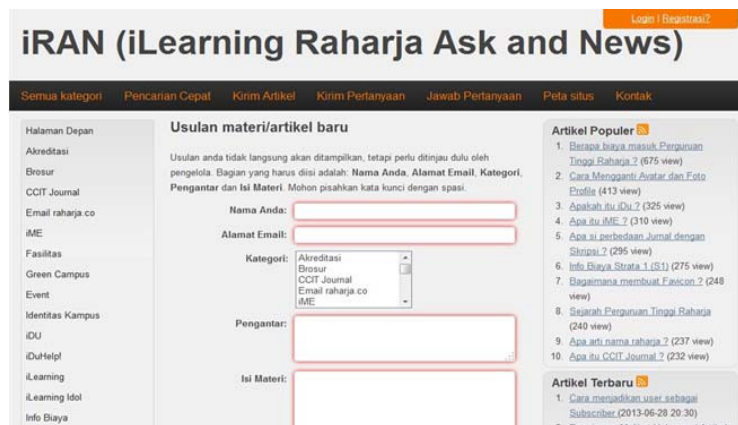 Login | Registrasi?
iRAN (iLearning Raharja Ask and News)
Semua kategori Pencarian Cepat Kirim Artikel Kirim Pertanyaan Jawab Pertanyaan Peta situs Kontak
Halaman Depan
Akreditasi
Brosur
CCIT Journal
Email raharja.co
iME
Fasilitas
Green Campus
Event
Identitas Kampus
iDU
iDuHelp!
iLearning
iLearning Idol
Info Biaya
Usulan materi/artikel baru
Usulan anda tidak langsung akan ditampilkan, tetapi perlu ditinjau dulu oleh
pengelola. Bagian yang harus diisi adalah: Nama Anda, Alamat Email, Kategori,
Pengantar dan Isi Materi. Mohon pisahkan kata kunci dengan spasi.
Nama Anda:
Alamat Email:
Kategori:
Akreditasi
Brosur
CCIT Journal
Email raharja.co
iME
Pengantar:
Isi Materi:
Artikel Populer
1. Berapa biaya masuk Perguruan
Tinggi Raharja ? (675 view)
2. Cara Mengganti Avatar dan Foto
Profile (413 view)
3. Apakah itu iDu ? (325 view)
4. Apa itu iME ? (310 view)
5. Apa si perbedaan Jurnal dengan
Skripsi ? (295 view)
6. Info Biaya Strata 1 (S1) (275 view)
7. Bagaimana membuat Favicon ? (248
view)
8. Sejarah Perguruan Tinggi Raharja
(240 view)
9. Apa arti nama raharja ? (237 view)
10. Apa itu CCIT Journal ? (232 view)
Artikel Terbaru
1. Cara menjadikan user sebagai
Subscriber (2013-06-28 20:30)